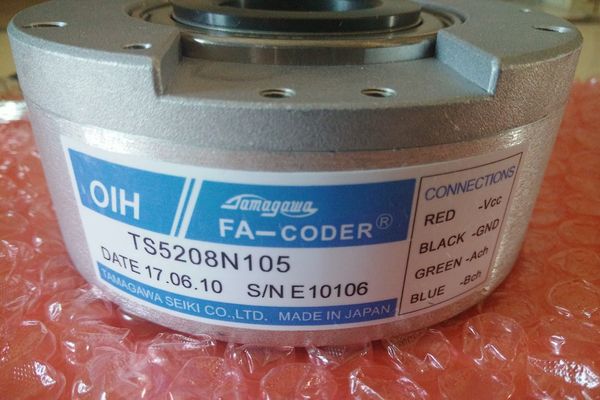 OIH
Tamagawa
FA-CODER®
TS5208N105
DATE 17.06.10 S/N E10106
TAMAGAWA SEIKI CO.,LTD. MADE IN JAPAN
CONNECTIONS
RED -Vcc
BLACK -GND
GREEN -Ach
BLUE -Bch